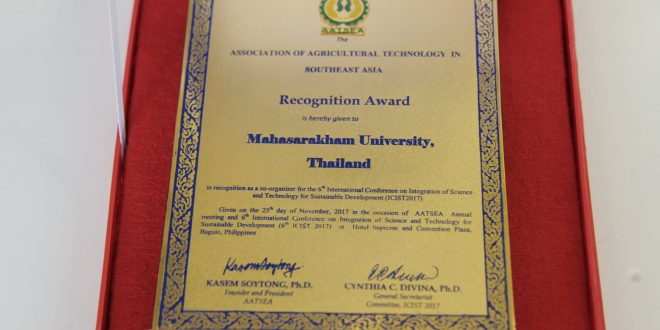 AATSEA
The
ASSOCIATION OF AGRICULTURAL TECHNOLOGY IN
SOUTHEAST ASIA
Recognition Award
is hereby given to
Mahasarakham University,
Thailand
in recognition as a co-organizer for the 6th International Conference on Integration of Science
and Technology for Sustainable Development (ICIST2017)
Given on the 25th day of November, 2017 in the occasion of AATSEA Annual
meeting and 6th International Conference on Integration of Science and Technology for
Sustainable Development (6th ICIST 2017) at Hotel Supreme and Convention Plaza,
Baguio, Philippines
KasemSoytong
KASEM SOYTONG, Ph.D.
Founder and President
AATSEA
CYNTHIA C. DIVINA, Ph.D.
General Secretariat
Committee, ICIST 2017